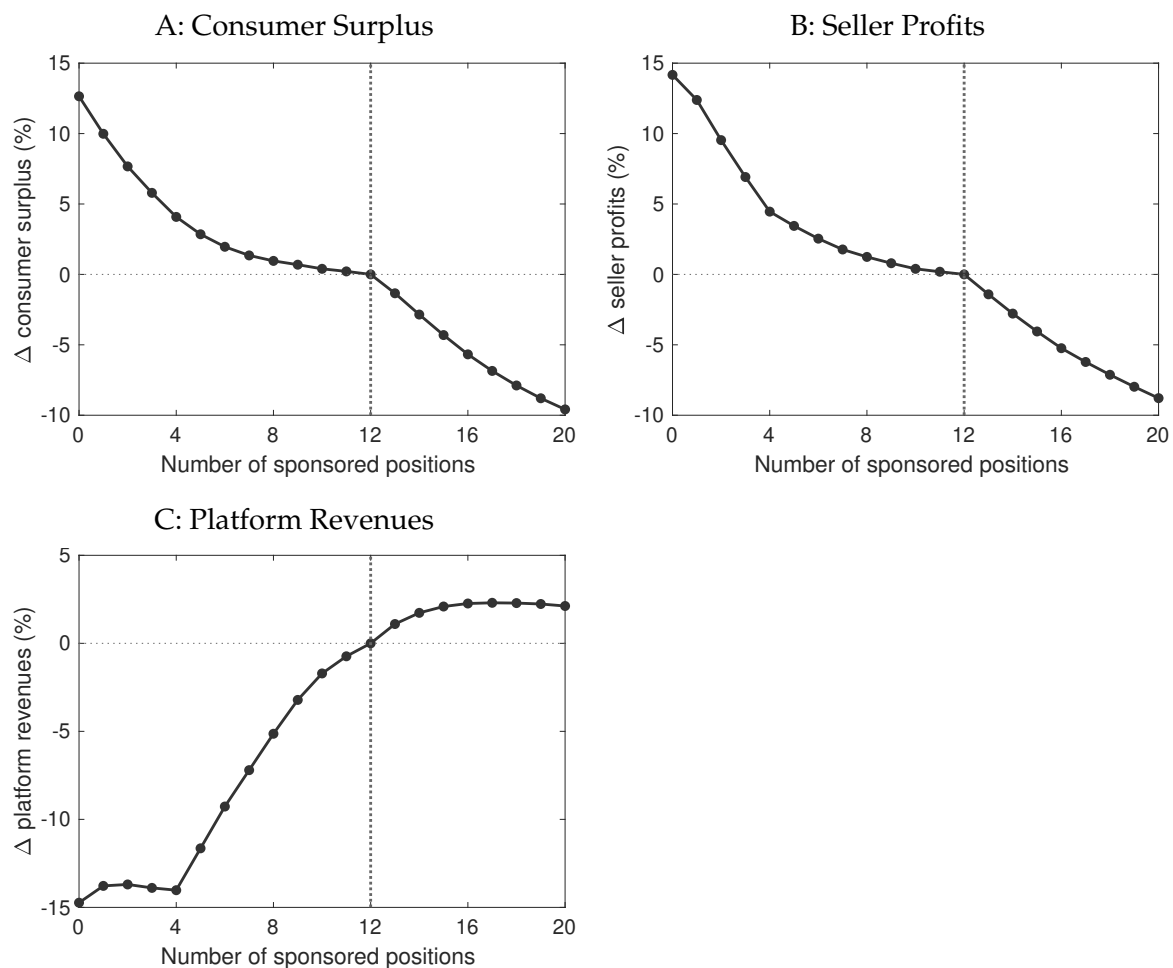 A: Consumer Surplus
15
10
5
0
-5
-10
Δ consumer surplus (%)
0 4 8 12 16 20
Number of sponsored positions
B: Seller Profits
15
10
5
0
-5
-10
Δ seller profits (%)
0 4 8 12 16 20
Number of sponsored positions
C: Platform Revenues
5
0
-5
-10
-15
Δ platform revenues (%)
0 4 8 12 16 20
Number of sponsored positions